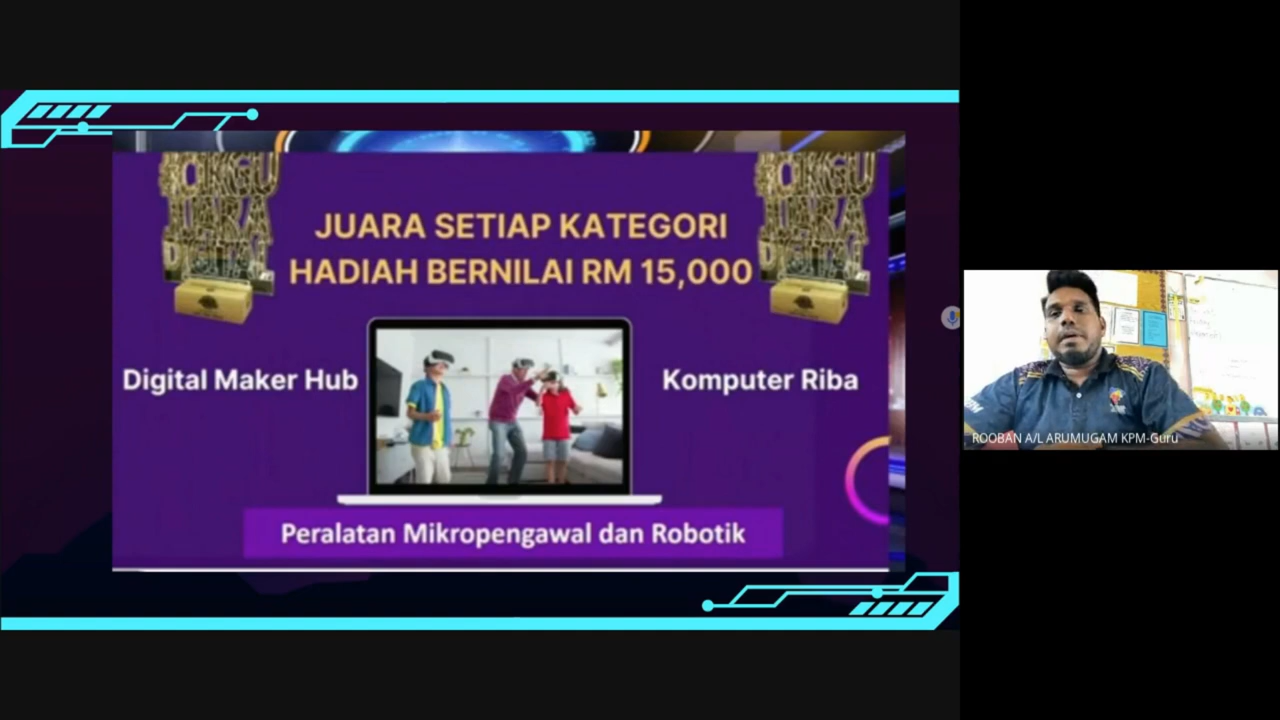 JUARA SETIAP KATEGORI
HADIAH BERNILAI RM 15,000
Digital Maker Hub
Komputer Riba
Peralatan Mikropengawal dan Robotik
ROOBAN A/L ARUMUGAM KPM-Guru